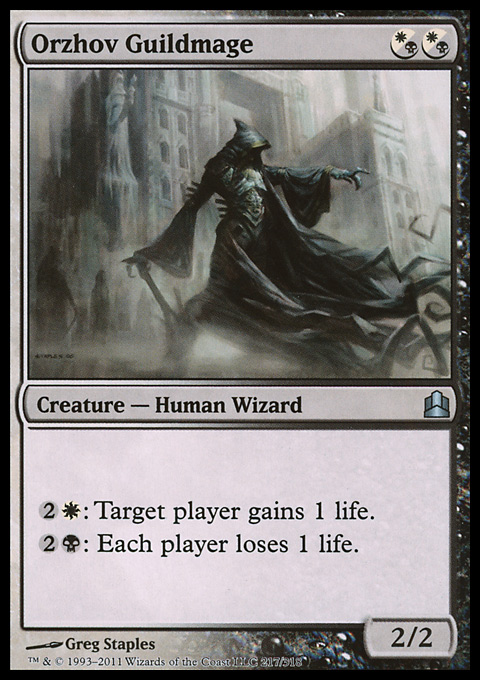 Orzhov Guildmage
Creature — Human Wizard
2: Target player gains 1 life.
2: Each player loses 1 life.
Greg Staples
2/2
™ & © 1993–2011 Wizards of the Coast LLC 217/318